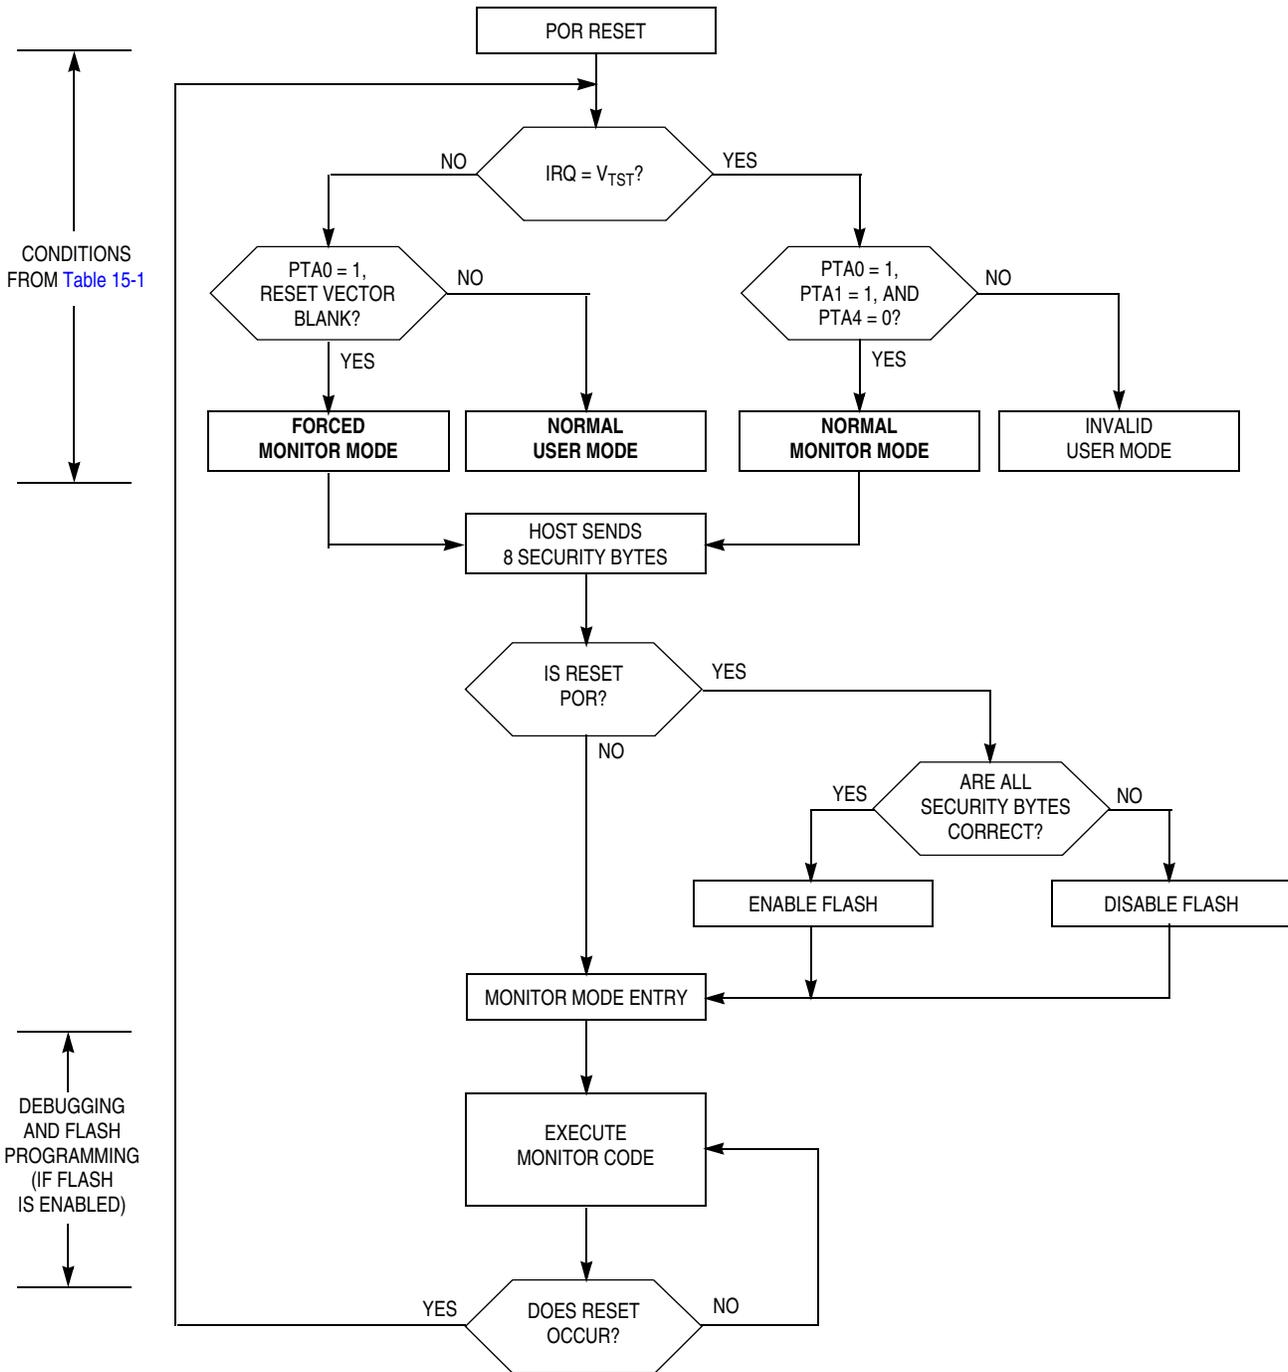 POR RESET
NO
IRQ = VTST?
YES
CONDITIONS
FROM Table 15-1
PTA0 = 1,
RESET VECTOR
BLANK?
NO
YES
PTA0 = 1,
PTA1 = 1, AND
PTA4 = 0?
NO
YES
FORCED
MONITOR MODE
NORMAL
USER MODE
NORMAL
MONITOR MODE
INVALID
USER MODE
HOST SENDS
8 SECURITY BYTES
IS RESET
POR?
YES
NO
YES
ARE ALL
SECURITY BYTES
CORRECT?
NO
ENABLE FLASH
DISABLE FLASH
MONITOR MODE ENTRY
DEBUGGING
AND FLASH
PROGRAMMING
(IF FLASH
IS ENABLED)
EXECUTE
MONITOR CODE
YES
DOES RESET
OCCUR?
NO